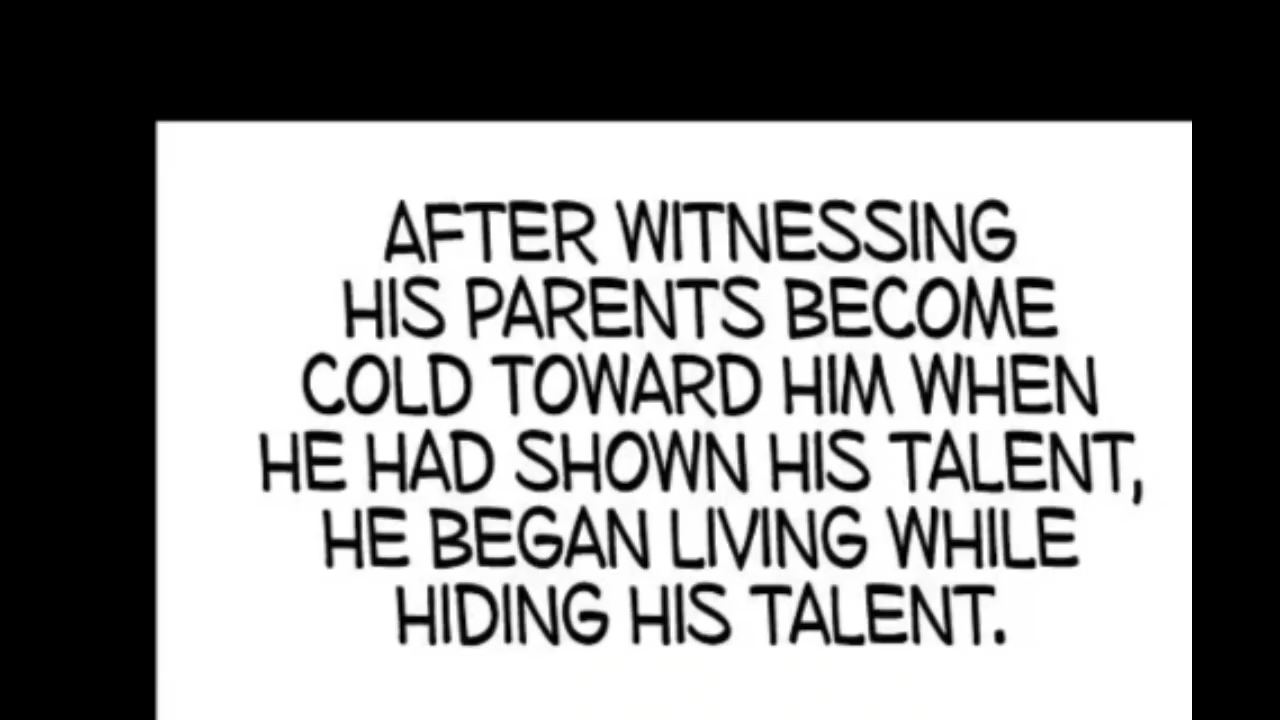 AFTER WITNESSING
HIS PARENTS BECOME
COLD TOWARD HIM WHEN
HE HAD SHOWN HIS TALENT,
HE BEGAN LIVING WHILE
HIDING HIS TALENT.